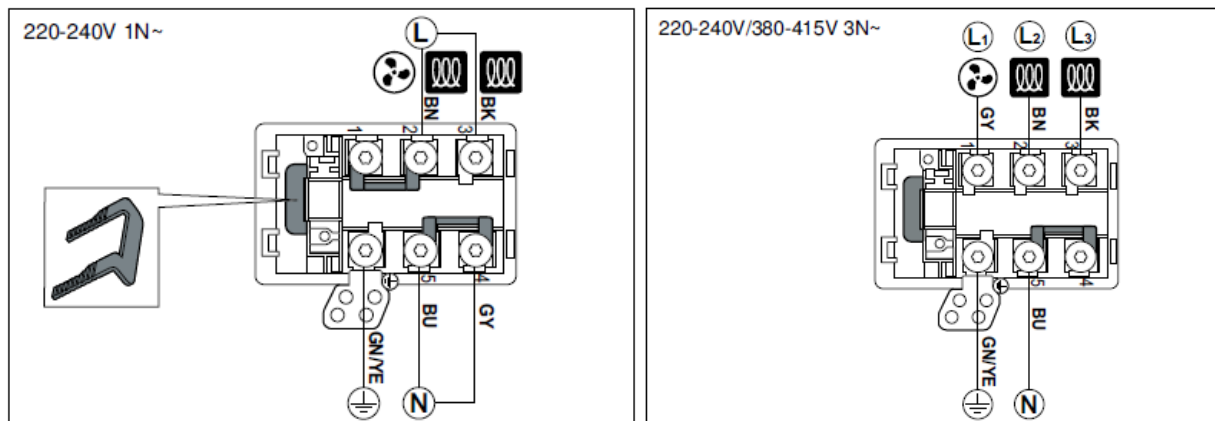 220-240V 1N~
L
BN
BK
1
2
3
5
4
GN/YE
BU
GY
N
220-240V/380-415V 3N~
L1
L2
L3
GY
BN
BK
1
2
3
5
4
GN/YE
BU
N